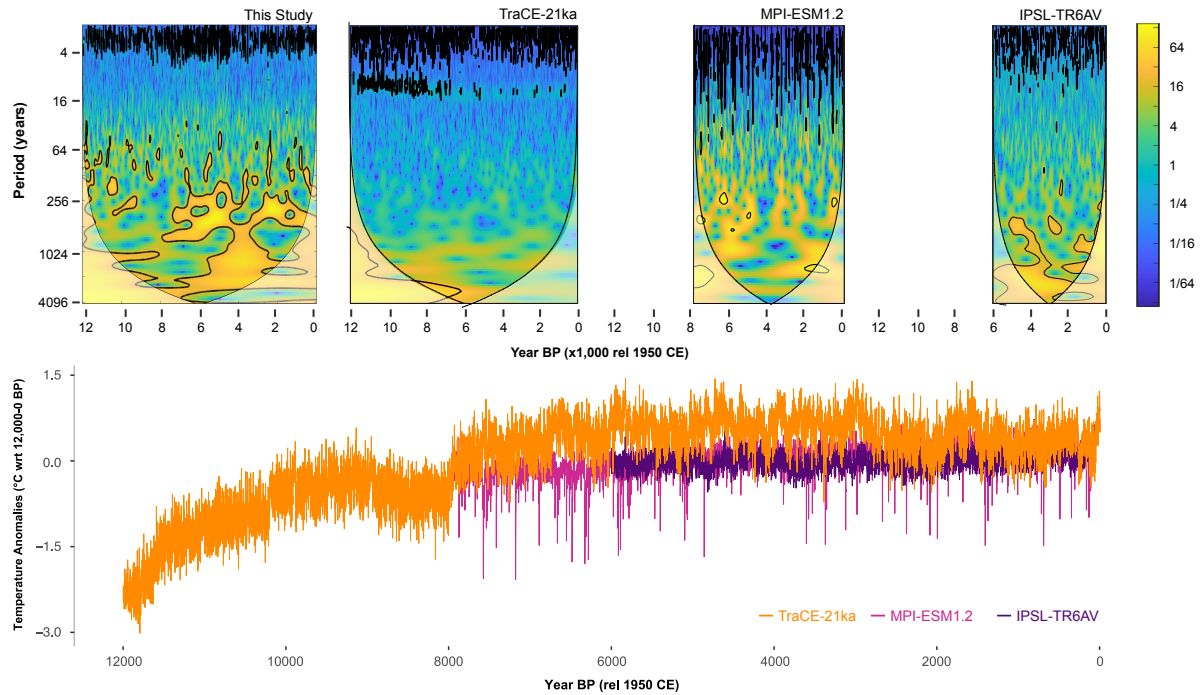 This Study TraCE-21ka MPI-ESM1.2 IPSL-TR6AV
Period (years)
4
16
64
256
1024
4096
64
16
4
1
1/4
1/16
1/64
12 10 8 6 4 2 0 12 10 8 6 4 2 0 12 10 8 6 4 2 0 12 10 8 6 4 2 0
Year BP (x1,000 rel 1950 CE)
Temperature Anomalies (°C wrt 12,000-0 BP)
1.5
0.0
−1.5
−3.0
TraCE-21ka MPI-ESM1.2 IPSL-TR6AV
12000 10000 8000 6000 4000 2000 0
Year BP (rel 1950 CE)